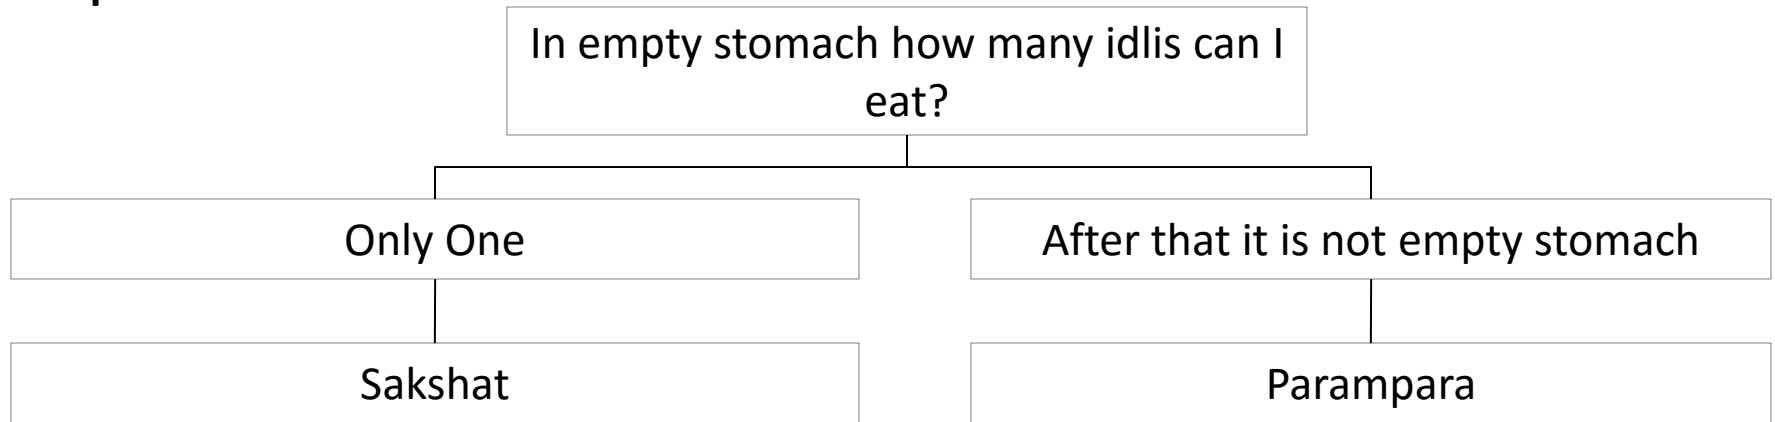 In empty stomach how many idlis can I
eat?
Only One
After that it is not empty stomach
Sakshat
Parampara